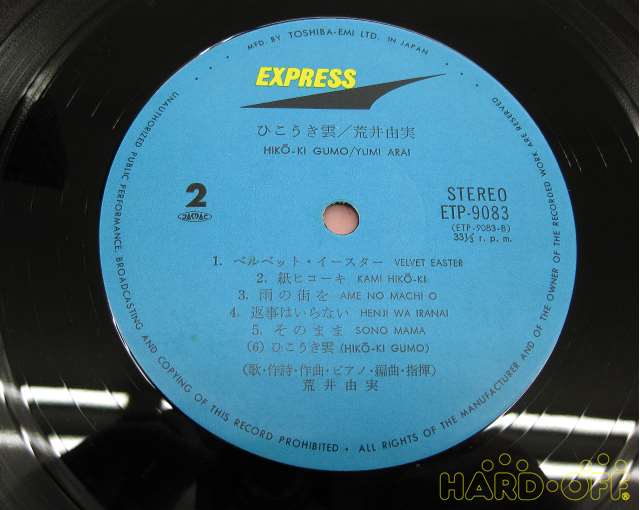 MFD. BY TOSHIBA-EMI LTD. IN JAPAN
EXPRESS
ひこうき雲/荒井由実
HIKŌ-KI GUMO/YUMI ARAI
2
STEREO
ETP-9083
(ETP-9083-B)
33⅓ r. p. m.
1. ベルベット・イースター VELVET EASTER
2. 紙ヒコーキ KAMI HIKŌ-KI
3. 雨の街を AME NO MACHI O
4. 返事はいらない HENJI WA IRANAI
5. そのまま SONO MAMA
(6) ひこうき雲 (HIKŌ-KI GUMO)
(歌・作詩・作曲・ピアノ・編曲・指揮)
荒井由実
UNAUTHORIZED PUBLIC PERFORMANCE, BROADCASTING AND COPYING OF THIS RECORD PROHIBITED • ALL RIGHTS OF THE MANUFACTURER AND OF THE OWNER OF THE RECORDED WORK ARE RESERVED
HARD-OFF®